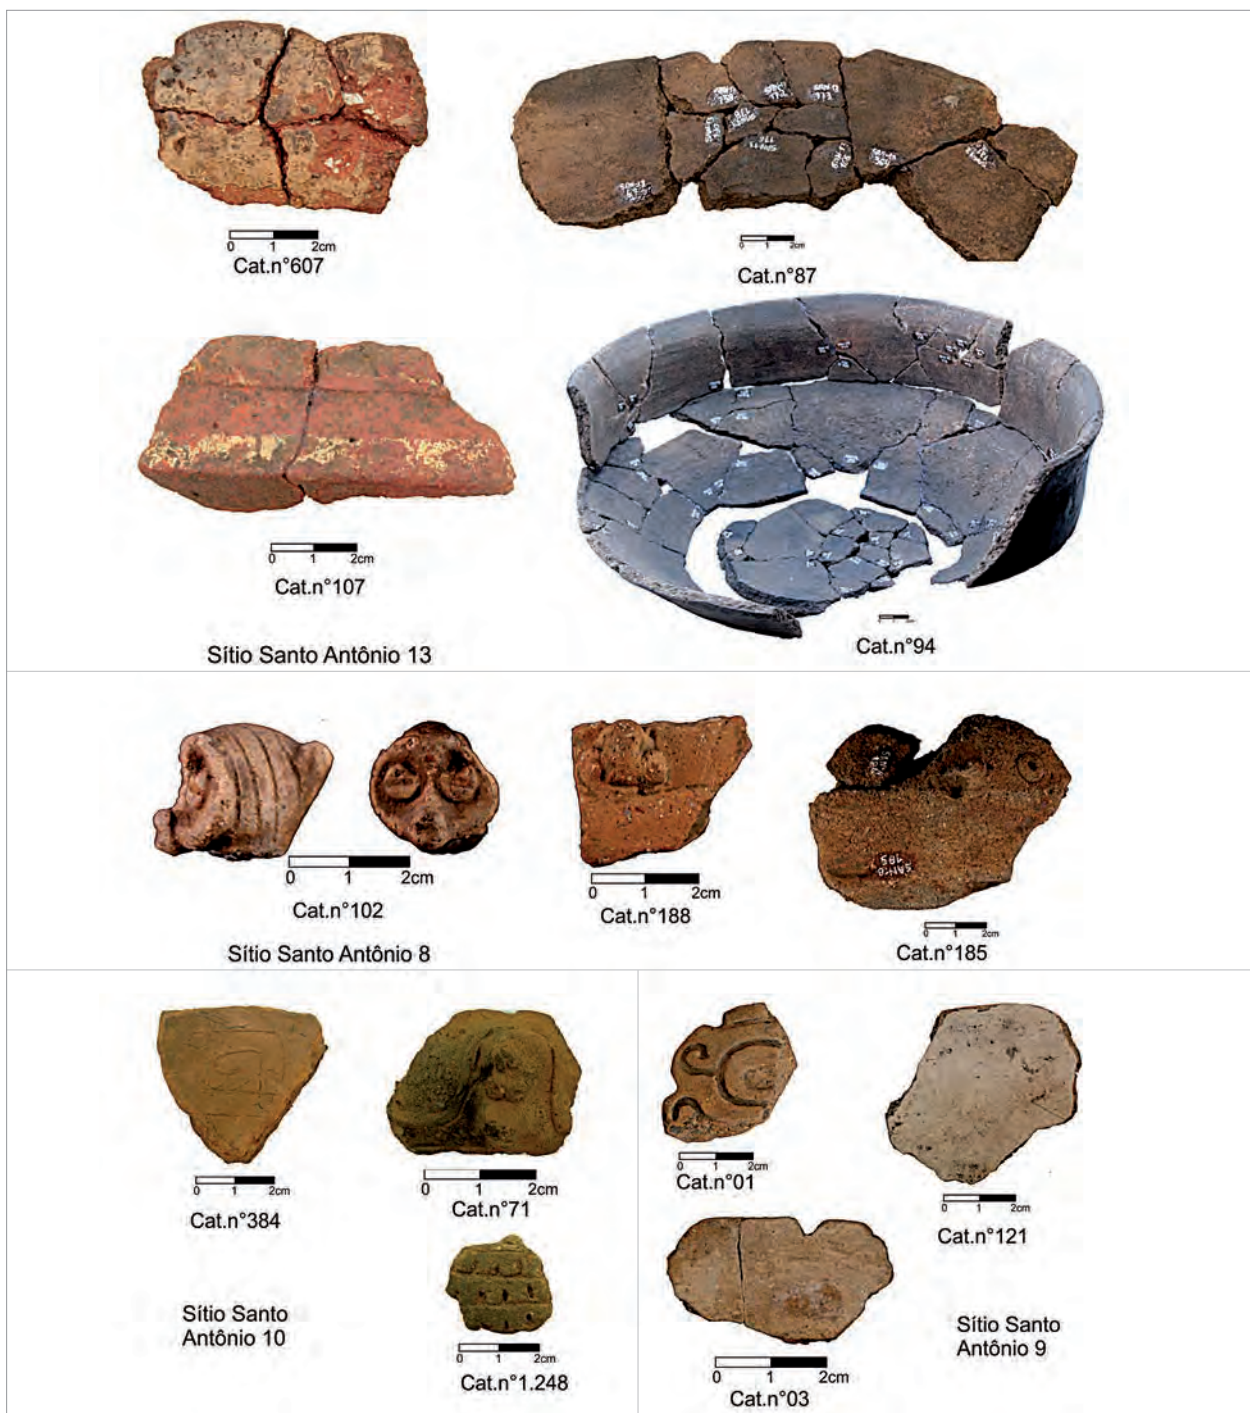 0 1 2cm
Cat.n°607
0 1 2cm
Cat.n°87
0 1 2cm
Cat.n°107
Cat.n°94
Sítio Santo Antônio 13
0 1 2cm
Cat.n°102
0 1 2cm
Cat.n°188
SAN-8
185
0 1 2cm
Cat.n°185
Sítio Santo Antônio 8
0 1 2cm
Cat.n°384
0 1 2cm
Cat.n°71
0 1 2cm
Cat.n°1.248
Sítio Santo
Antônio 10
0 1 2cm
Cat.n°01
0 1 2cm
Cat.n°121
0 1 2cm
Cat.n°03
Sítio Santo
Antônio 9